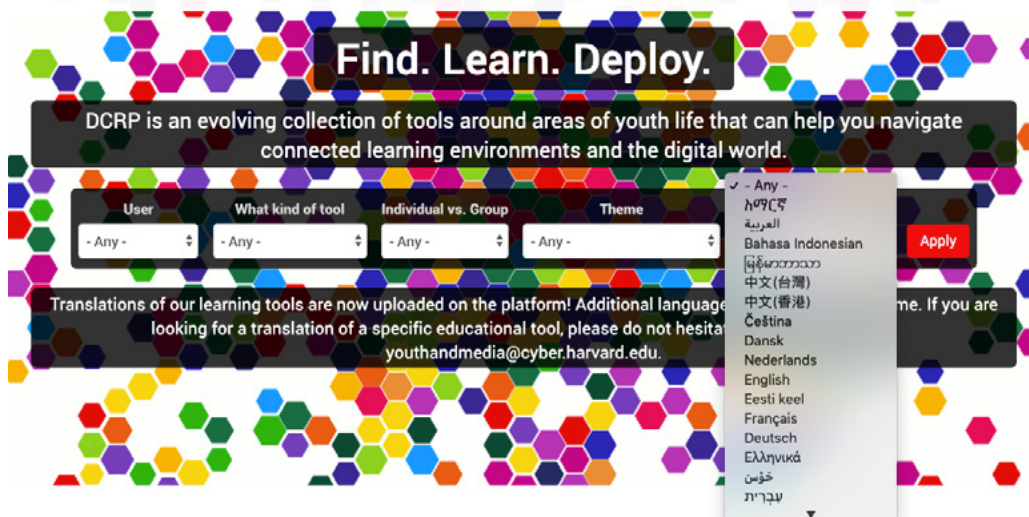 Find. Learn. Deploy.
DCRP is an evolving collection of tools around areas of youth life that can help you navigate
connected learning environments and the digital world.
User
What kind of tool
Individual vs. Group
Theme
- Any -
- Any -
- Any -
- Any -
✓ - Any -
አማርኛ
العربية
Bahasa Indonesian
မြန်မာဘာသာ
中文(台灣)
中文(香港)
Čeština
Dansk
Nederlands
English
Eesti keel
Français
Deutsch
Ελληνικά
حَوْسَ
עִבְרִית
Apply
Translations of our learning tools are now uploaded on the platform! Additional language
me. If you are
looking for a translation of a specific educational tool, please do not hesitat
youthandmedia@cyber.harvard.edu.